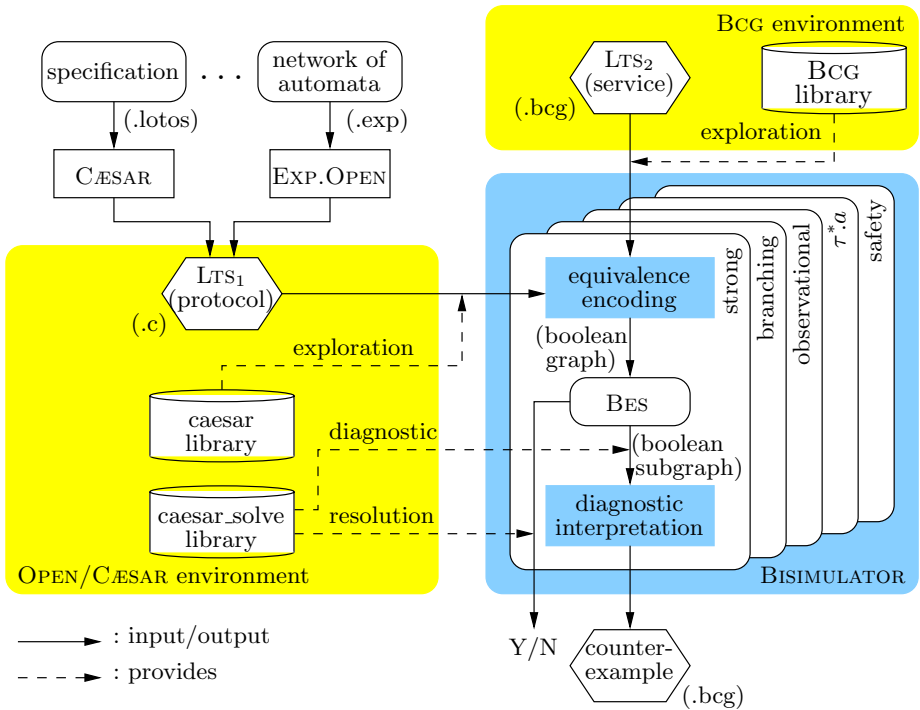 BCG environment
specification
. . .
network of
automata
LTS₂
(service)
BCG
library
(.lotos)
(.exp)
(.bcg)
exploration
CÆSAR
EXP.OPEN
strong
branching
observational
τ*.a
safety
LTS₁
(protocol)
(.c)
equivalence
encoding
(boolean
graph)
exploration
BES
caesar
library
diagnostic
(boolean
subgraph)
caesar_solve
library
resolution
diagnostic
interpretation
OPEN/CÆSAR environment
BISIMULATOR
: input/output
: provides
Y/N
counter-
example
(.bcg)